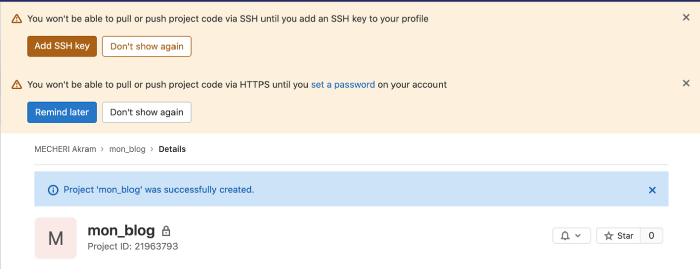 You won't be able to pull or push project code via SSH until you add an SSH key to your profile
Add SSH key Don't show again
You won't be able to pull or push project code via HTTPS until you set a password on your account
Remind later Don't show again
MECHERI Akram > mon_blog > Details
Project 'mon_blog' was successfully created.
M
mon_blog
Project ID: 21963793
Star 0